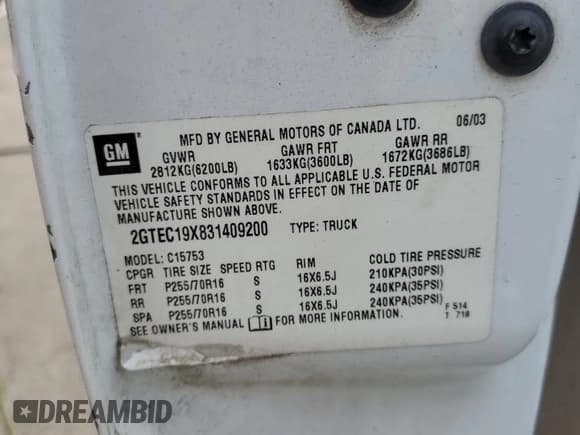 GM
MFD BY GENERAL MOTORS OF CANADA LTD. 06/03
GVWR GAWR FRT GAWR RR
2812KG(6200LB) 1633KG(3600LB) 1672KG(3686LB)
THIS VEHICLE CONFORMS TO ALL APPLICABLE U.S. FEDERAL MOTOR
VEHICLE SAFETY STANDARDS IN EFFECT ON THE DATE OF
MANUFACTURE SHOWN ABOVE.
2GTEC19X831409200 TYPE: TRUCK
MODEL: C15753
CPGR TIRE SIZE SPEED RTG RIM COLD TIRE PRESSURE
FRT P255/70R16 S 16X6.5J 210KPA(30PSI)
RR P255/70R16 S 16X6.5J 240KPA(35PSI)
SPA P255/70R16 S 16X6.5J 240KPA(35PSI)
SEE OWNER'S MANUAL FOR MORE INFORMATION.
F 514
T 718
DREAMBID